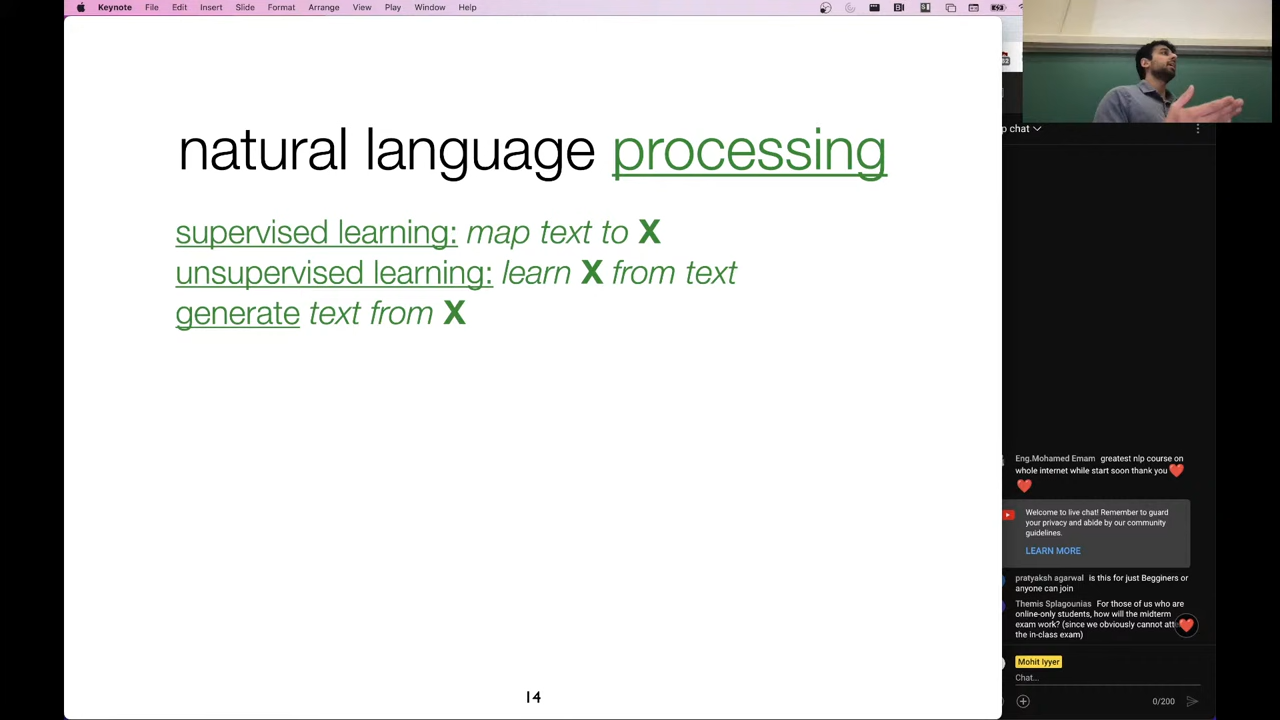 Keynote File Edit Insert Slide Format Arrange View Play Window Help
natural language processing
supervised learning: map text to X
unsupervised learning: learn X from text
generate text from X
14
p chat
Eng.Mohamed Emam greatest nlp course on
whole internet while start soon thank you
Welcome to live chat! Remember to guard
your privacy and abide by our community
guidelines.
LEARN MORE
pratyaksh agarwal is this for just Begginers or
anyone can join
Themis Splagounias For those of us who are
online-only students, how will the midterm
exam work? (since we obviously cannot att
the in-class exam)
Mohit Iyyer
Chat...
0/200